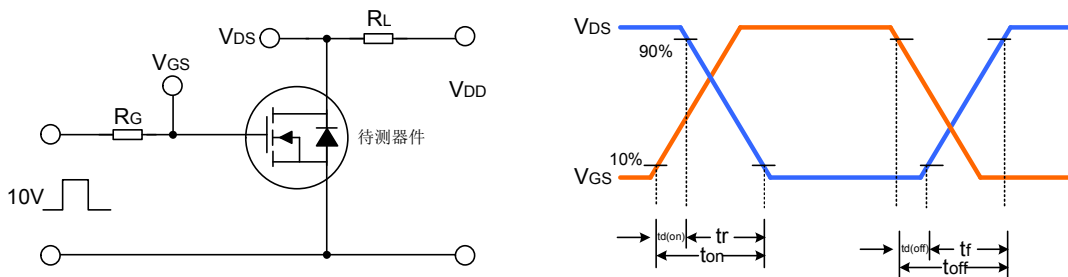 VDS
RL
VGS
VDD
RG
待测器件
10V
VDS
90%
10%
VGS
td(on)
tr
ton
td(off)
tf
toff